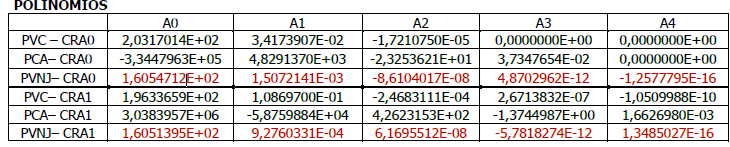 POLINOMIOS
A0 A1 A2 A3 A4
PVC – CRA0 2,0317014E+02 3,4173907E-02 -1,7210750E-05 0,0000000E+00 0,0000000E+00
PCA– CRA0 -3,3447963E+05 4,8291370E+03 -2,3253621E+01 3,7347654E-02 0,0000000E+00
PVNJ– CRA0 1,6054712E+02 1,5072141E-03 -8,6104017E-08 4,8702962E-12 -1,2577795E-16
PVC– CRA1 1,9633659E+02 1,0869700E-01 -2,4683111E-04 2,6713832E-07 -1,0509988E-10
PCA– CRA1 3,0383957E+06 -5,8759884E+04 4,2623153E+02 -1,3744987E+00 1,6626980E-03
PVNJ– CRA1 1,6051395E+02 9,2760331E-04 6,1695512E-08 -5,7818274E-12 1,3485027E-16